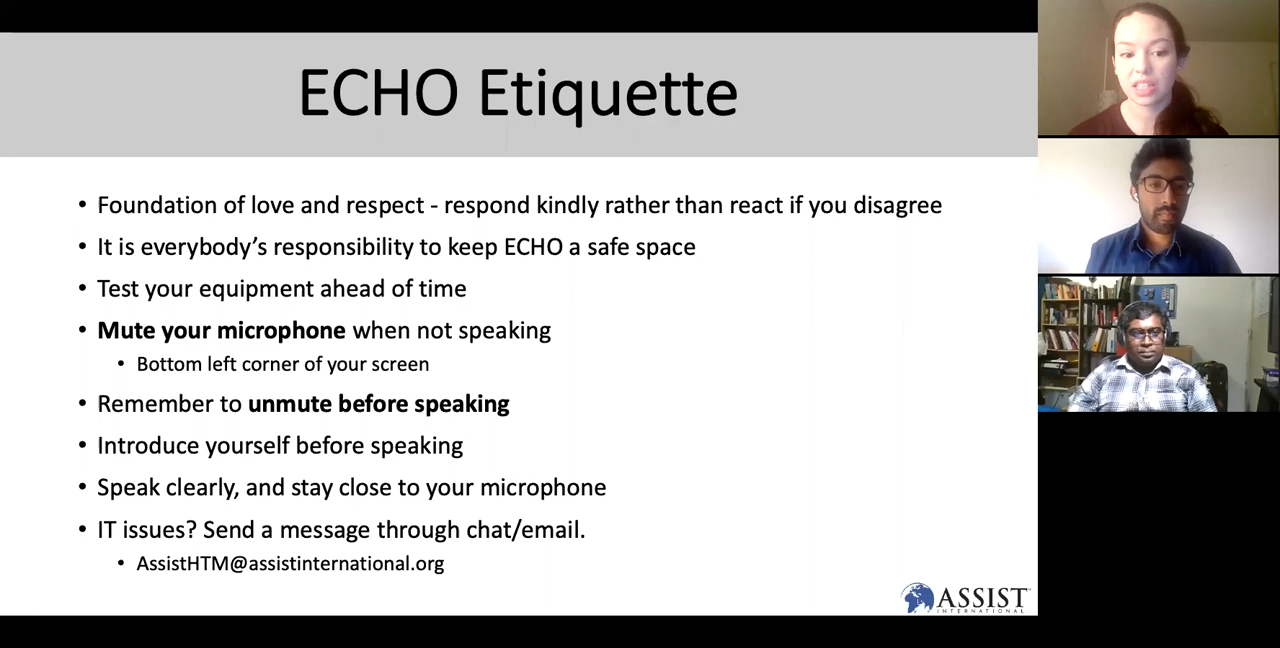 ECHO Etiquette
• Foundation of love and respect - respond kindly rather than react if you disagree
• It is everybody’s responsibility to keep ECHO a safe space
• Test your equipment ahead of time
• Mute your microphone when not speaking
• Bottom left corner of your screen
• Remember to unmute before speaking
• Introduce yourself before speaking
• Speak clearly, and stay close to your microphone
• IT issues? Send a message through chat/email.
• AssistHTM@assistinternational.org
ASSIST
INTERNATIONAL